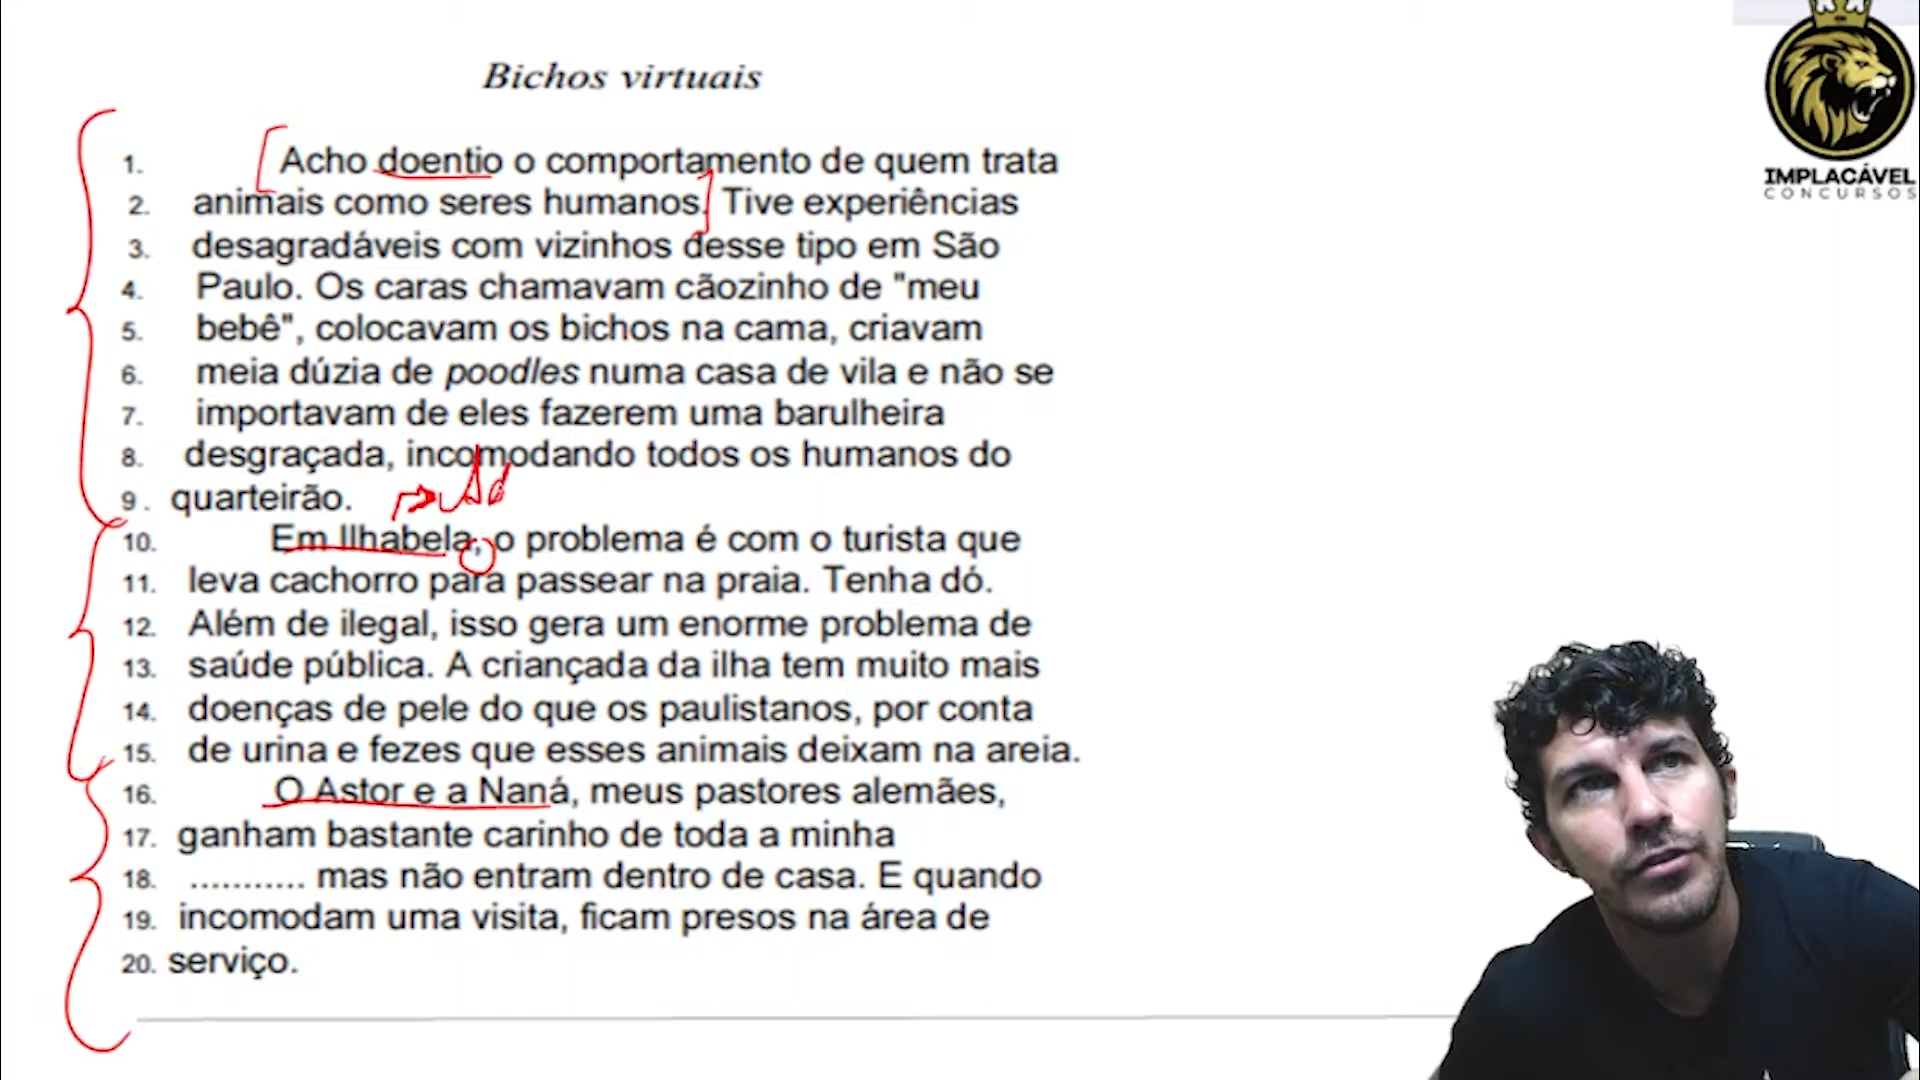 Bichos virtuais
IMPLACÁVEL
CONCURSOS
1. Acho doentio o comportamento de quem trata
2. animais como seres humanos. Tive experiências
3. desagradáveis com vizinhos desse tipo em São
4. Paulo. Os caras chamavam cãozinho de "meu
5. bebê", colocavam os bichos na cama, criavam
6. meia dúzia de poodles numa casa de vila e não se
7. importavam de eles fazerem uma barulheira
8. desgraçada, incomodando todos os humanos do
9. quarteirão.
10. Em Ilhabela, o problema é com o turista que
11. leva cachorro para passear na praia. Tenha dó.
12. Além de ilegal, isso gera um enorme problema de
13. saúde pública. A criançada da ilha tem muito mais
14. doenças de pele do que os paulistanos, por conta
15. de urina e fezes que esses animais deixam na areia.
16. O Astor e a Naná, meus pastores alemães,
17. ganham bastante carinho de toda a minha
18. ........... mas não entram dentro de casa. E quando
19. incomodam uma visita, ficam presos na área de
20. serviço.